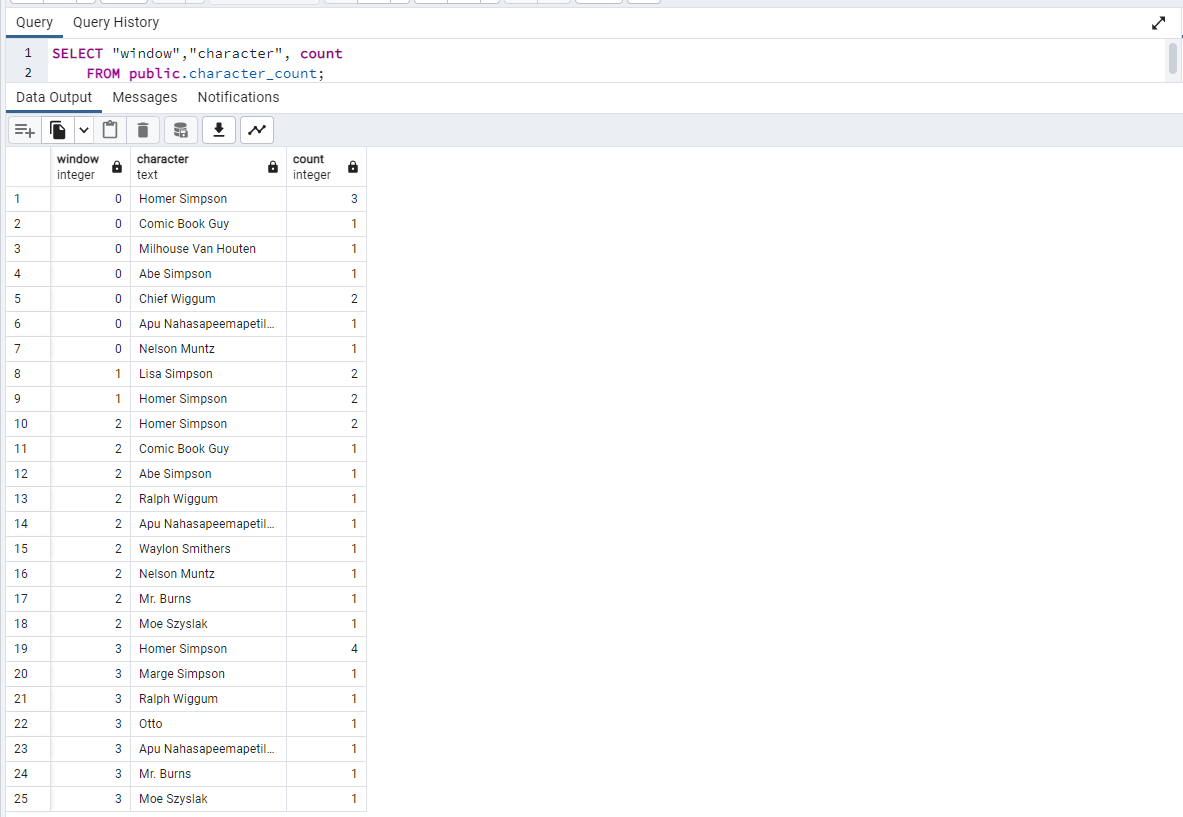 Query Query History
1 SELECT "window","character", count
2 FROM public.character_count;
Data Output Messages Notifications
window character count
integer text integer
1 0 Homer Simpson 3
2 0 Comic Book Guy 1
3 0 Milhouse Van Houten 1
4 0 Abe Simpson 1
5 0 Chief Wiggum 2
6 0 Apu Nahasapeemapetil... 1
7 0 Nelson Muntz 1
8 1 Lisa Simpson 2
9 1 Homer Simpson 2
10 2 Homer Simpson 2
11 2 Comic Book Guy 1
12 2 Abe Simpson 1
13 2 Ralph Wiggum 1
14 2 Apu Nahasapeemapetil... 1
15 2 Waylon Smithers 1
16 2 Nelson Muntz 1
17 2 Mr. Burns 1
18 2 Moe Szyslak 1
19 3 Homer Simpson 4
20 3 Marge Simpson 1
21 3 Ralph Wiggum 1
22 3 Otto 1
23 3 Apu Nahasapeemapetil... 1
24 3 Mr. Burns 1
25 3 Moe Szyslak 1